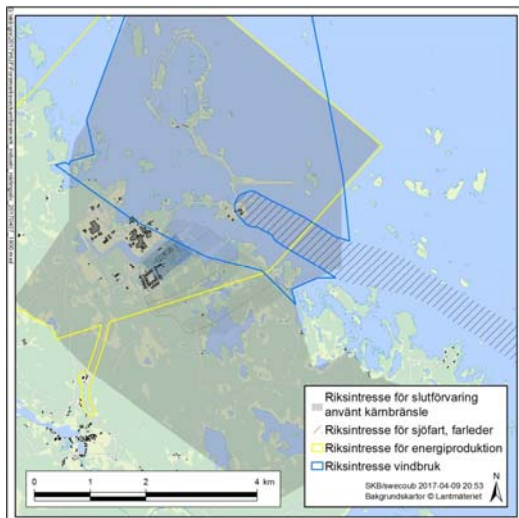 Riksintresse för slutförvaring
använt kärnbränsle
Riksintresse för sjöfart, farleder
Riksintresse för energiproduktion
Riksintresse vindbruk
SKB/swecoub 2017-04-09 20:53
Bakgrundskartor © Lantmäteriet
N
0 1 2 4 km